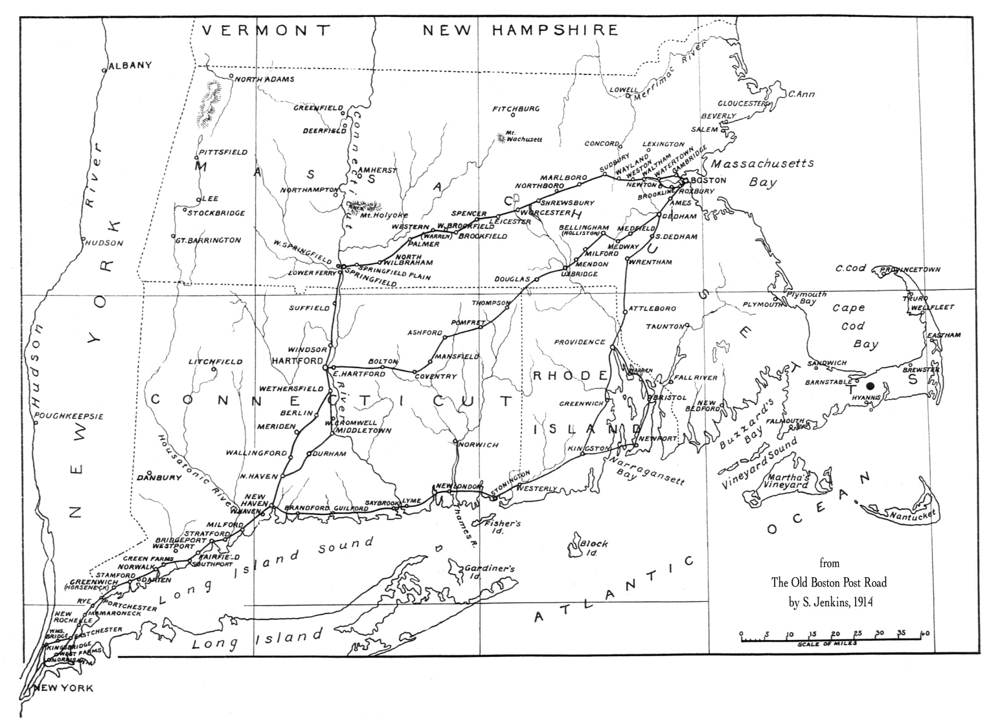 VERMONT
NEW HAMPSHIRE
ALBANY
NORTH ADAMS
LOWELL
Merrimac River
C. Ann
GLOUCESTER
GREENFIELD
FITCHBURG
BEVERLY
DEERFIELD
SALEM
Mt. Wachusett
CONCORD
LEXINGTON
PITTSFIELD
Connecticut River
MASSACHUSETTS
AMHERST
SUDBURY
WAYLAND
WESTON
WALTHAM
WATERTOWN
CAMBRIDGE
Massachusetts
Bay
MARLBORO
NORTHBORO
NORTHAMPTON
NEWTON
BOSTON
BROOKLINE
ROXBURY
LEE
STOCKBRIDGE
Mt. Holyoke
SHREWSBURY
WORCESTER
AMES
DEDHAM
SPENCER
LEICESTER
WESTERN
(WARREN)
W. BROOKFIELD
BROOKFIELD
BELLINGHAM
(HOLLISTON)
MEDFIELD
MEDWAY
S. DEDHAM
HUDSON
GT. BARRINGTON
PALMER
MILFORD
W. SPRINGFIELD
NORTH
WILBRAHAM
MENDON
WRENTHAM
LOWER FERRY
SPRINGFIELD PLAIN
SPRINGFIELD
DOUGLAS
UXBRIDGE
C. Cod
PROVINCETOWN
SUFFIELD
THOMPSON
ATTLEBORO
PLYMOUTH
Plymouth
Bay
Cape
Cod
Bay
TRURO
WELLFLEET
POMFRET
TAUNTON
ASHFORD
EASTHAM
PROVIDENCE
WINDSOR
HARTFORD
E. HARTFORD
BOLTON
MANSFIELD
COVENTRY
LITCHFIELD
RHODE
ISLAND
WARREN
FALL RIVER
SANDWICH
BREWSTER
BARNSTABLE
HYANNIS
WETHERSFIELD
CONNECTICUT
GREENWICH
BRISTOL
NEW
BEDFORD
Hudson River
NEW YORK
POUGHKEEPSIE
BERLIN
W. CROMWELL
MERIDEN
MIDDLETOWN
FALMOUTH
Buzzard's
Bay
NORWICH
KINGSTON
NEWPORT
WALLINGFORD
DURHAM
Vineyard Sound
Housatonic River
Narragansett
Bay
DANBURY
N. HAVEN
STONINGTON
WESTERLY
Martha's
Vineyard
NEW LONDON
NEW
HAVEN
W. HAVEN
BRANDFORD
GUILFORD
SAYBROOK
LYME
Thames R.
Fisher's
Id.
Nantucket
MILFORD
STRATFORD
BRIDGEPORT
WESTPORT
Block
Id.
ATLANTIC OCEAN
Long Island Sound
GREEN FARMS
NORWALK
FAIRFIELD
SOUTHPORT
Gardiner's
Id.
STAMFORD
DARIEN
GREENWICH
(HORSENECK)
RYE
PORTCHESTER
MAMARONECK
NEW
ROCHELLE
WMS.
BRIDGE
EASTCHESTER
KINGSBRIDGE
WEST FARMS
MORRISANIA
Long Island
NEW YORK
from
The Old Boston Post Road
by S. Jenkins, 1914
0 5 10 15 20 25 30 35 40
SCALE OF MILES